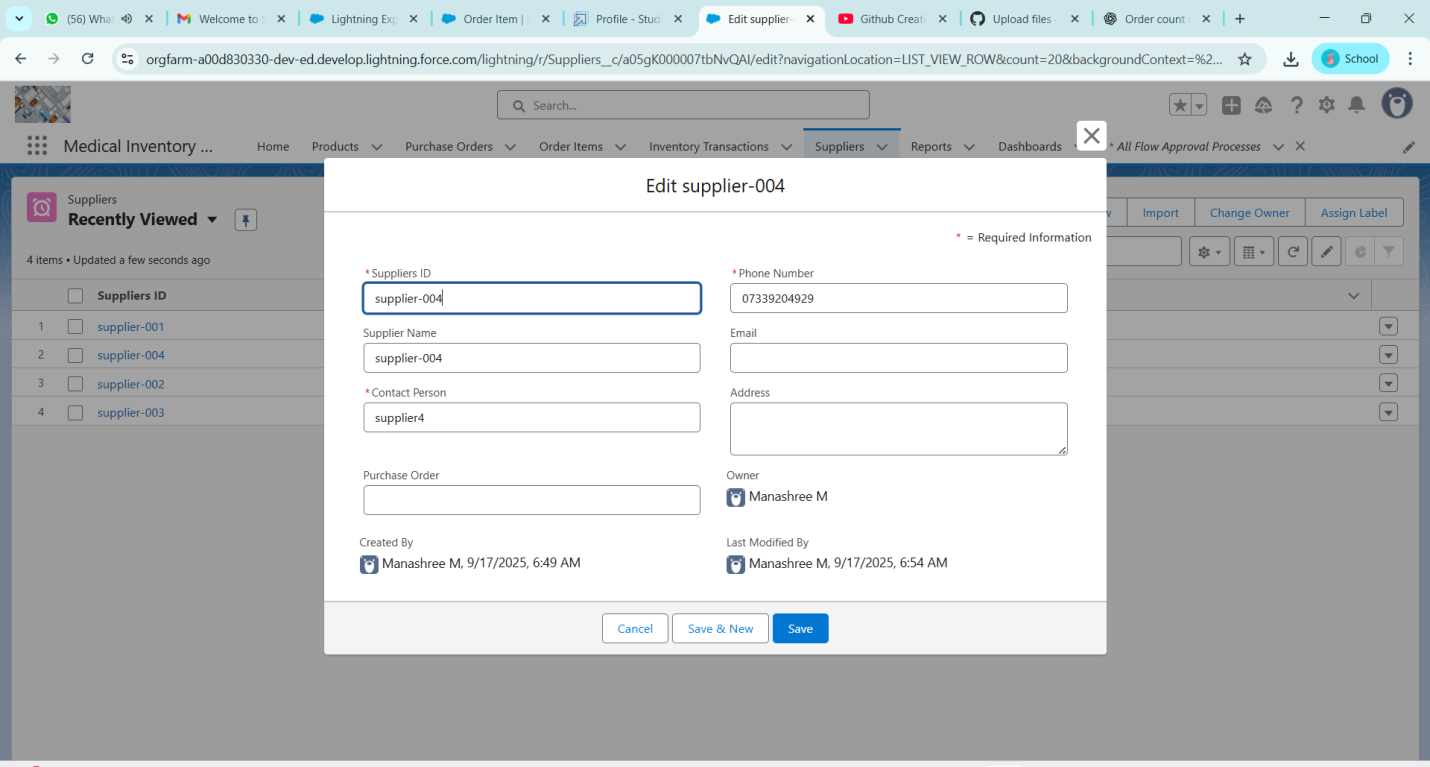 (56) What
Welcome to S
Lightning Exp
Order Item | S
Profile - Stud
Edit supplier-
Github Creati
Upload files ·
Order count
orgfarm-a00d830330-dev-ed.develop.lightning.force.com/lightning/r/Suppliers__c/a05gK000007tbNvQAI/edit?navigationLocation=LIST_VIEW_ROW&count=20&backgroundContext=%2...
School
Search...
Medical Inventory ...
Home
Products
Purchase Orders
Order Items
Inventory Transactions
Suppliers
Reports
Dashboards
* All Flow Approval Processes
Suppliers
Recently Viewed
Import
Change Owner
Assign Label
4 items • Updated a few seconds ago
Suppliers ID
1 supplier-001
2 supplier-004
3 supplier-002
4 supplier-003
Edit supplier-004
* = Required Information
*Suppliers ID
supplier-004
*Phone Number
07339204929
Supplier Name
supplier-004
Email
*Contact Person
supplier4
Address
Purchase Order
Owner
Manashree M
Created By
Manashree M, 9/17/2025, 6:49 AM
Last Modified By
Manashree M, 9/17/2025, 6:54 AM
Cancel
Save & New
Save